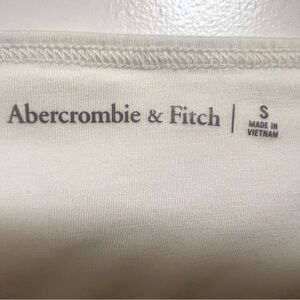 Abercrombie & Fitch | S
MADE IN
VIETNAM